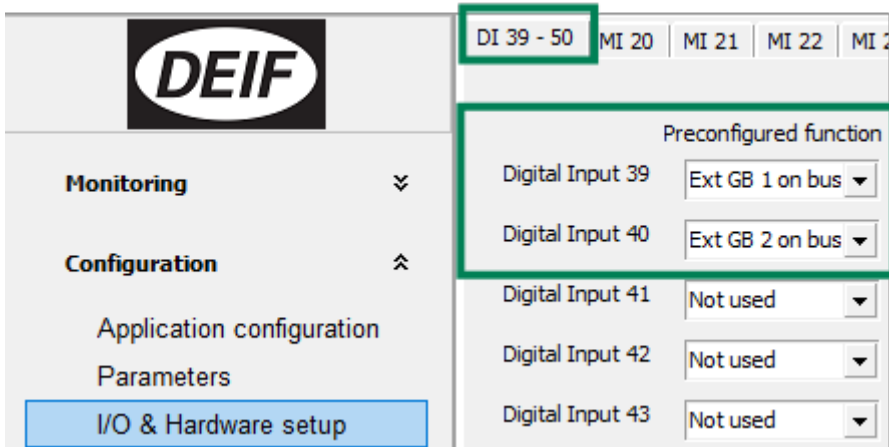 DEIF
DI 39 - 50 MI 20 MI 21 MI 22 MI
Preconfigured function
Monitoring
Configuration
Application configuration
Parameters
I/O & Hardware setup
Digital Input 39 Ext GB 1 on bus
Digital Input 40 Ext GB 2 on bus
Digital Input 41 Not used
Digital Input 42 Not used
Digital Input 43 Not used